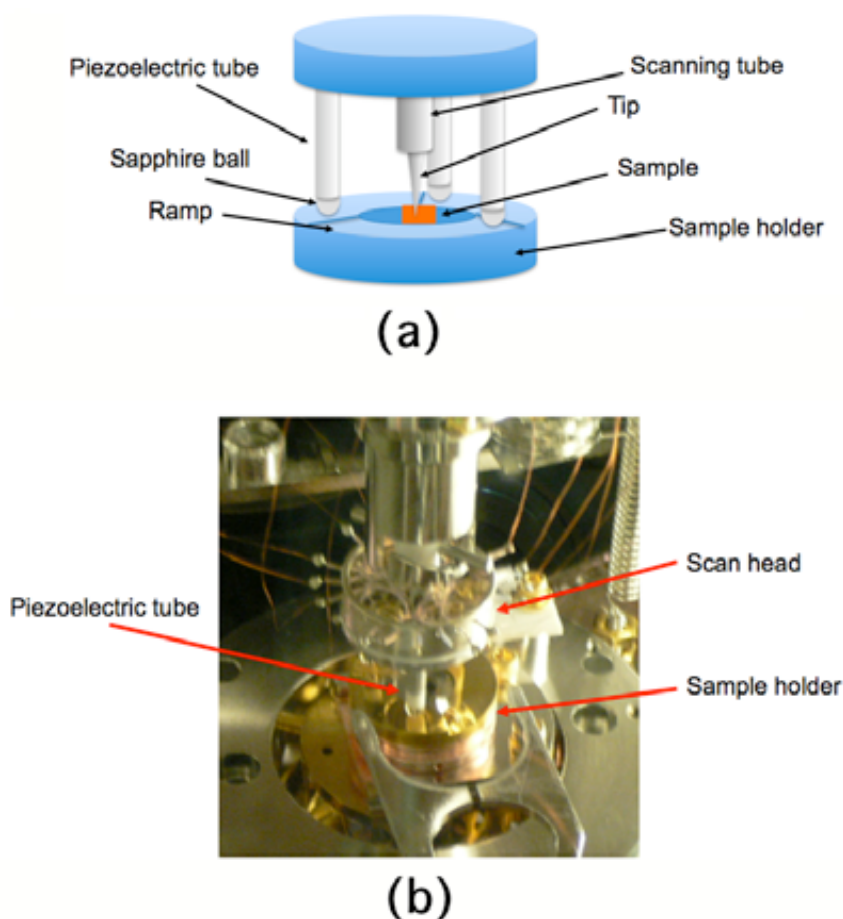 Piezoelectric tube
Scanning tube
Tip
Sapphire ball
Sample
Ramp
Sample holder
(a)
Scan head
Piezoelectric tube
Sample holder
(b)